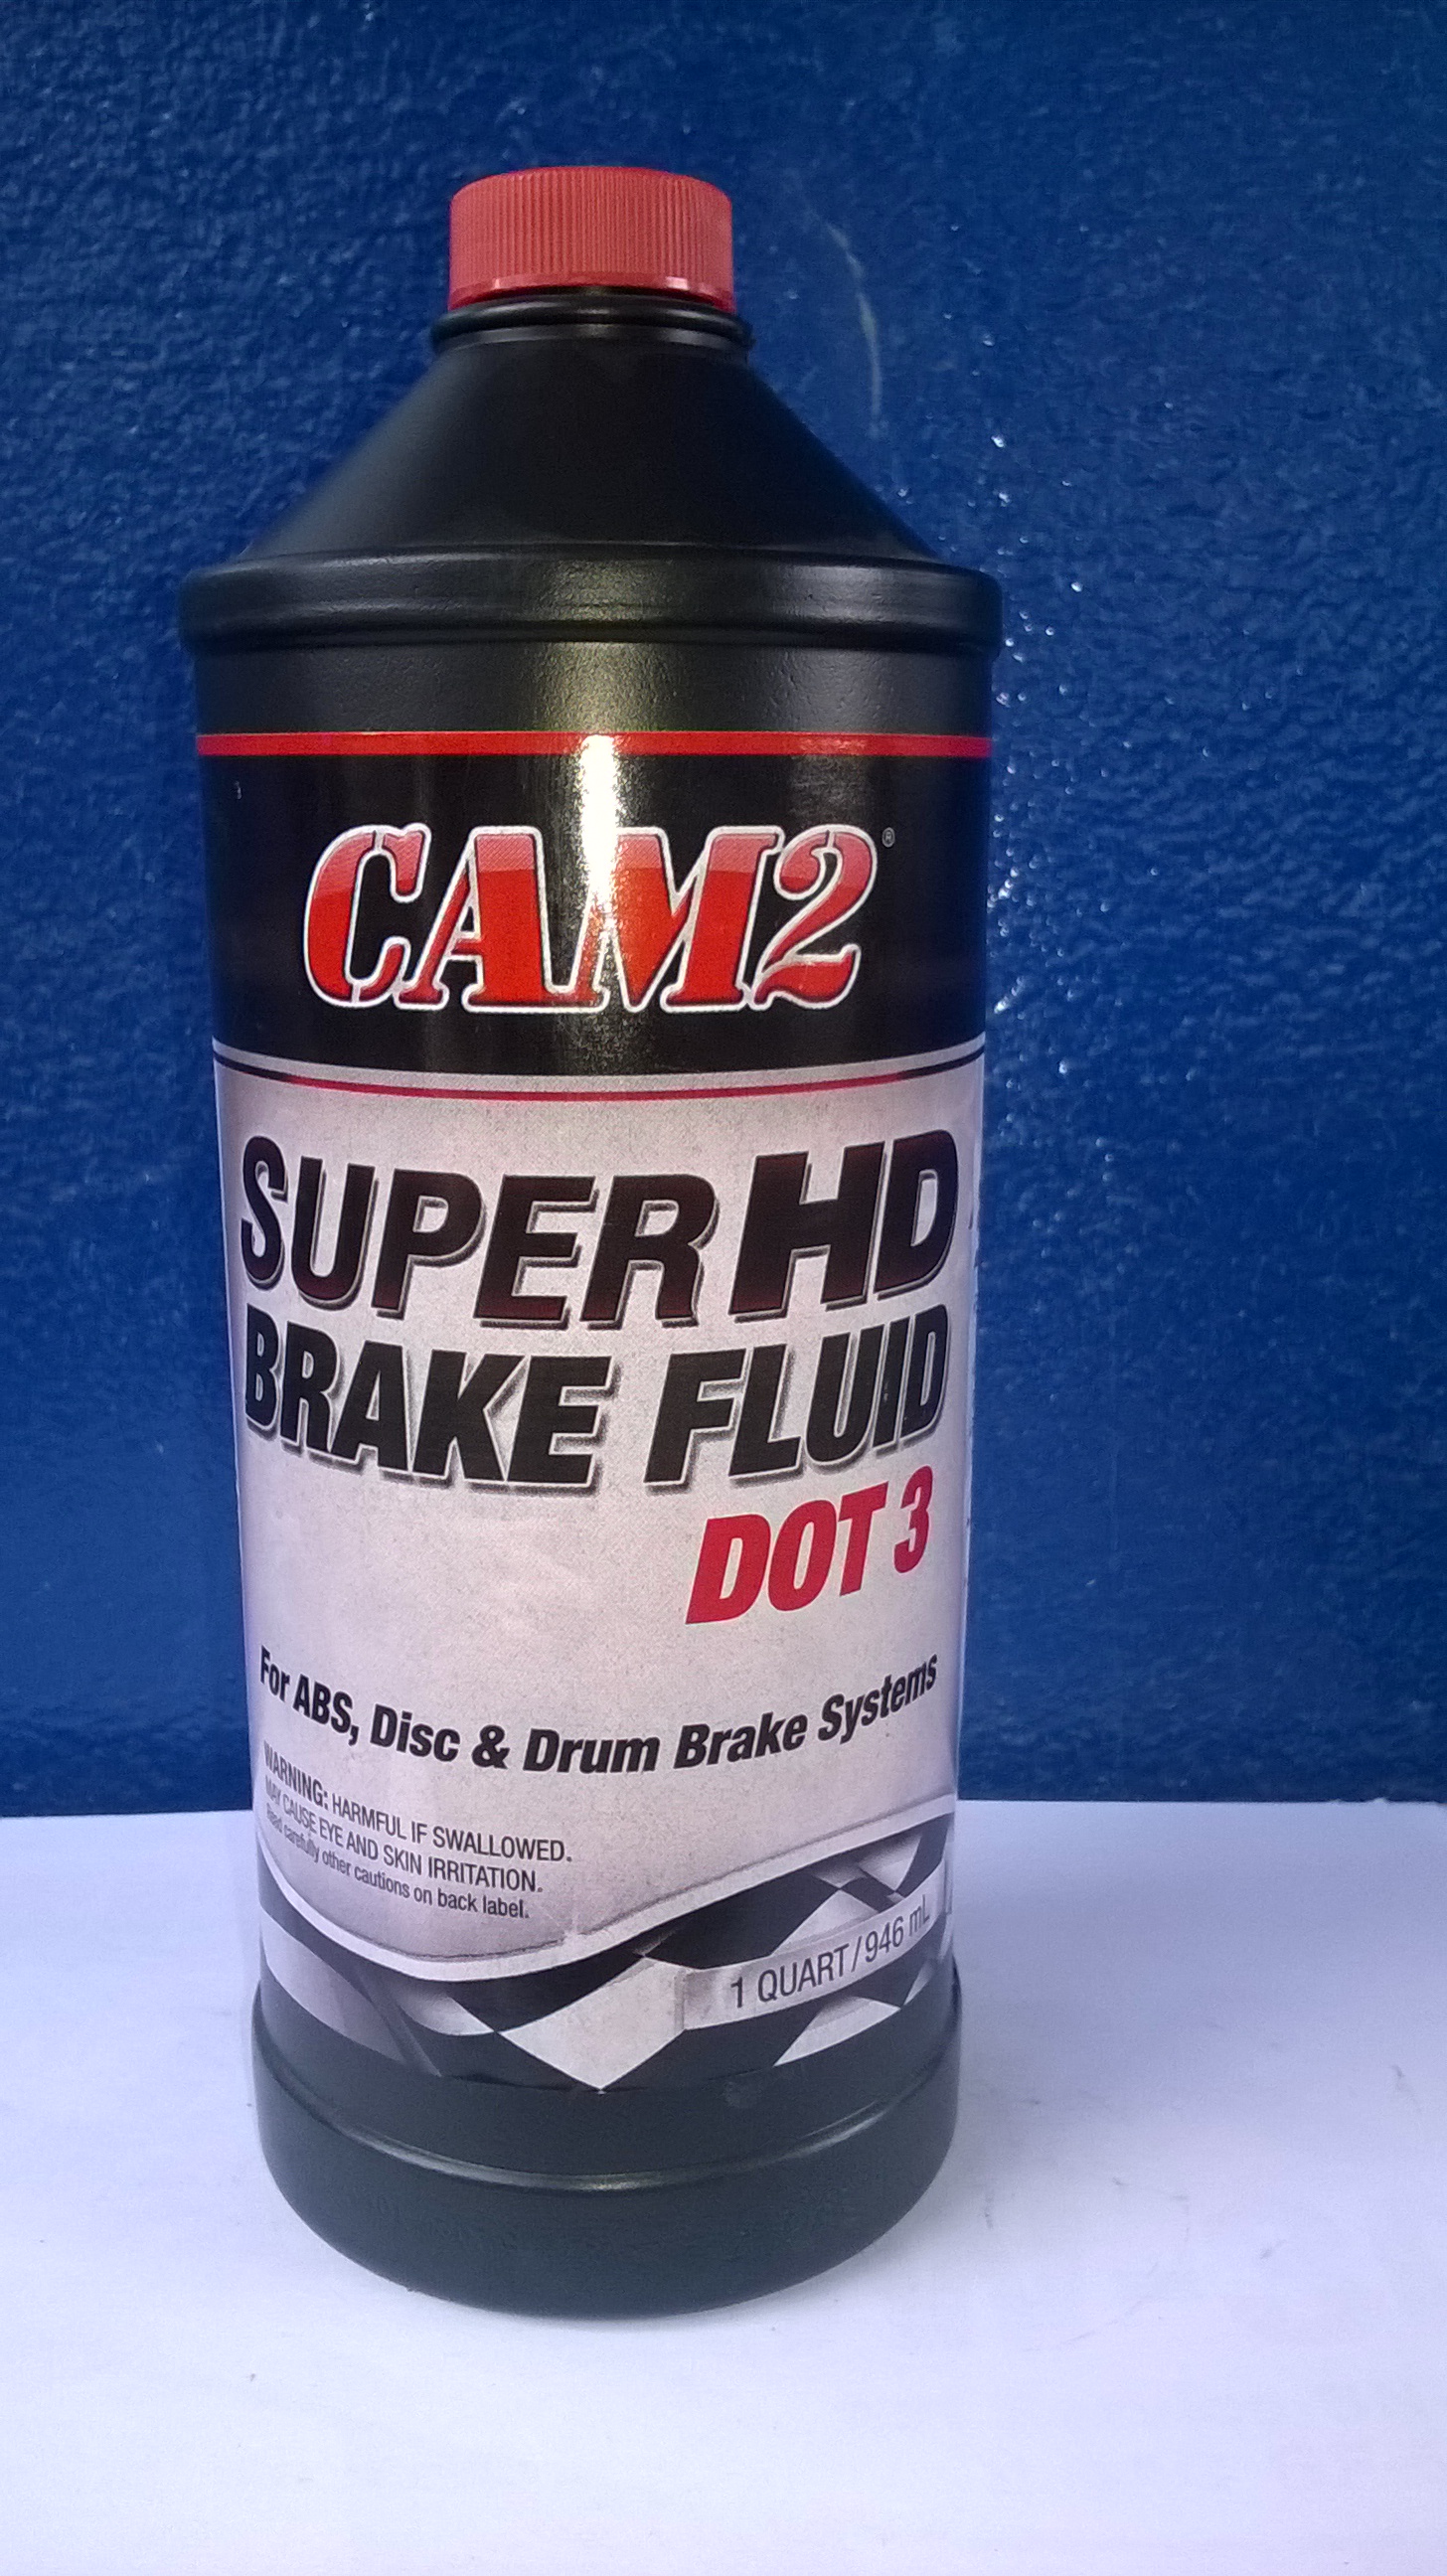 CAM2®
SUPER HD
BRAKE FLUID
DOT 3
For ABS, Disc & Drum Brake Systems
WARNING: HARMFUL IF SWALLOWED.
MAY CAUSE EYE AND SKIN IRRITATION.
Read carefully other cautions on back label.
1 QUART/946 mL